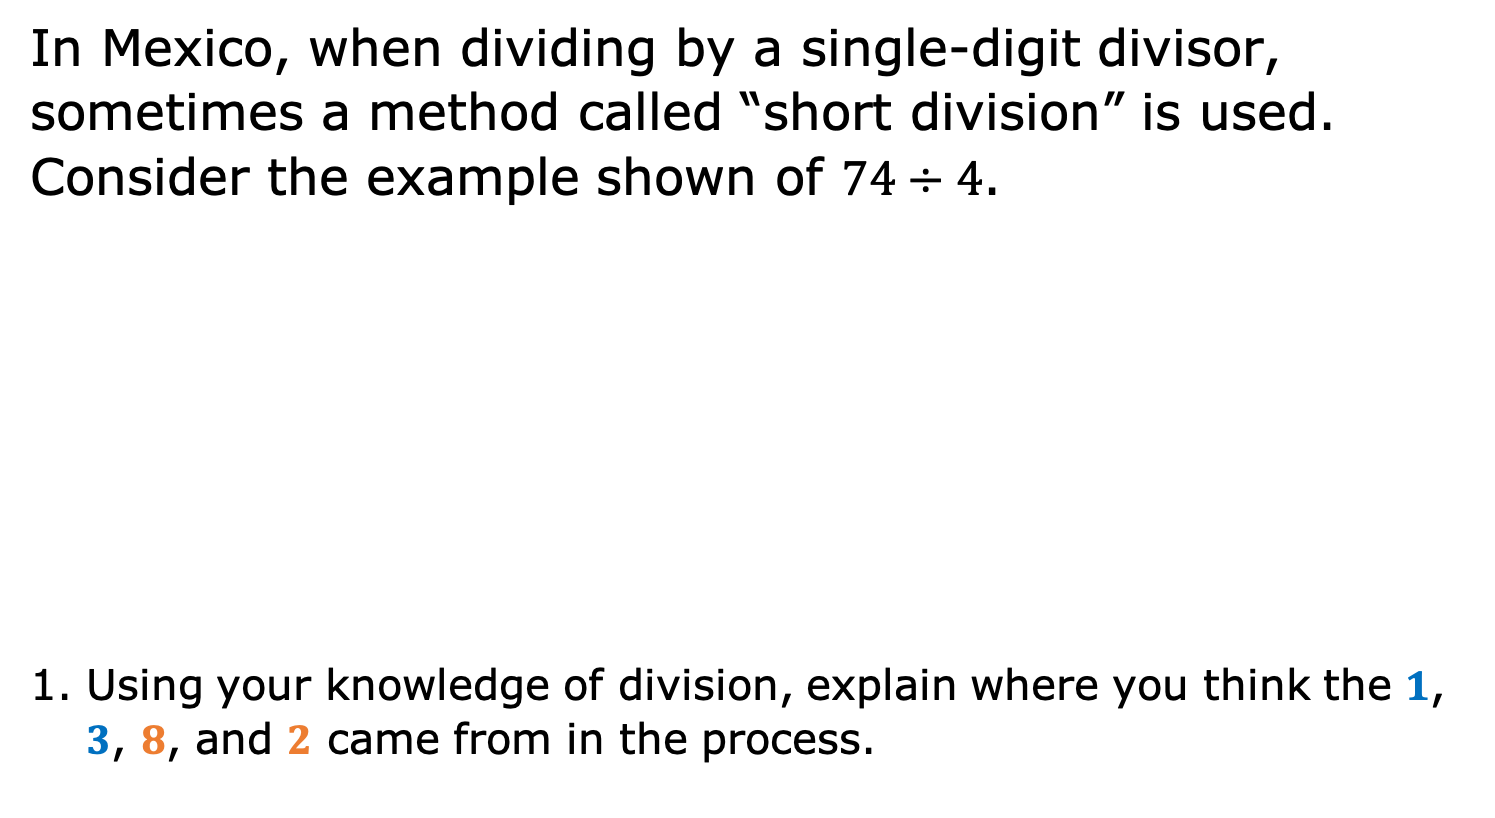 In Mexico, when dividing by a single-digit divisor,
sometimes a method called “short division” is used.
Consider the example shown of 74 ÷ 4.
1. Using your knowledge of division, explain where you think the 1,
3, 8, and 2 came from in the process.